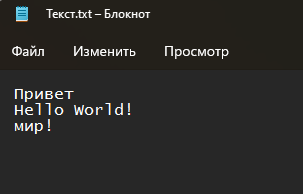 Текст.txt – Блокнот
Файл Изменить Просмотр
Привет
Hello World!
мир!